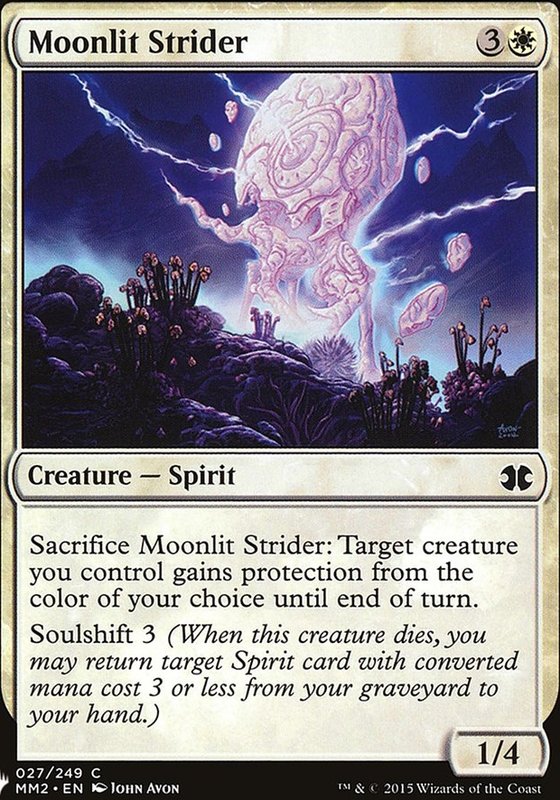 Moonlit Strider 3
Creature — Spirit
Sacrifice Moonlit Strider: Target creature
you control gains protection from the
color of your choice until end of turn.
Soulshift 3 (When this creature dies, you
may return target Spirit card with converted
mana cost 3 or less from your graveyard to
your hand.)
1/4
027/249 C
MM2 • EN John Avon
™ & © 2015 Wizards of the Coast